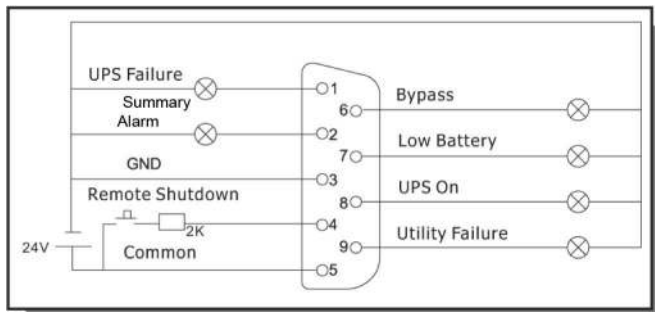 UPS Failure
1
Summary
Alarm
2
GND
3
Remote Shutdown
2K
4
24V
Common
5
6
Bypass
7
Low Battery
8
UPS On
9
Utility Failure